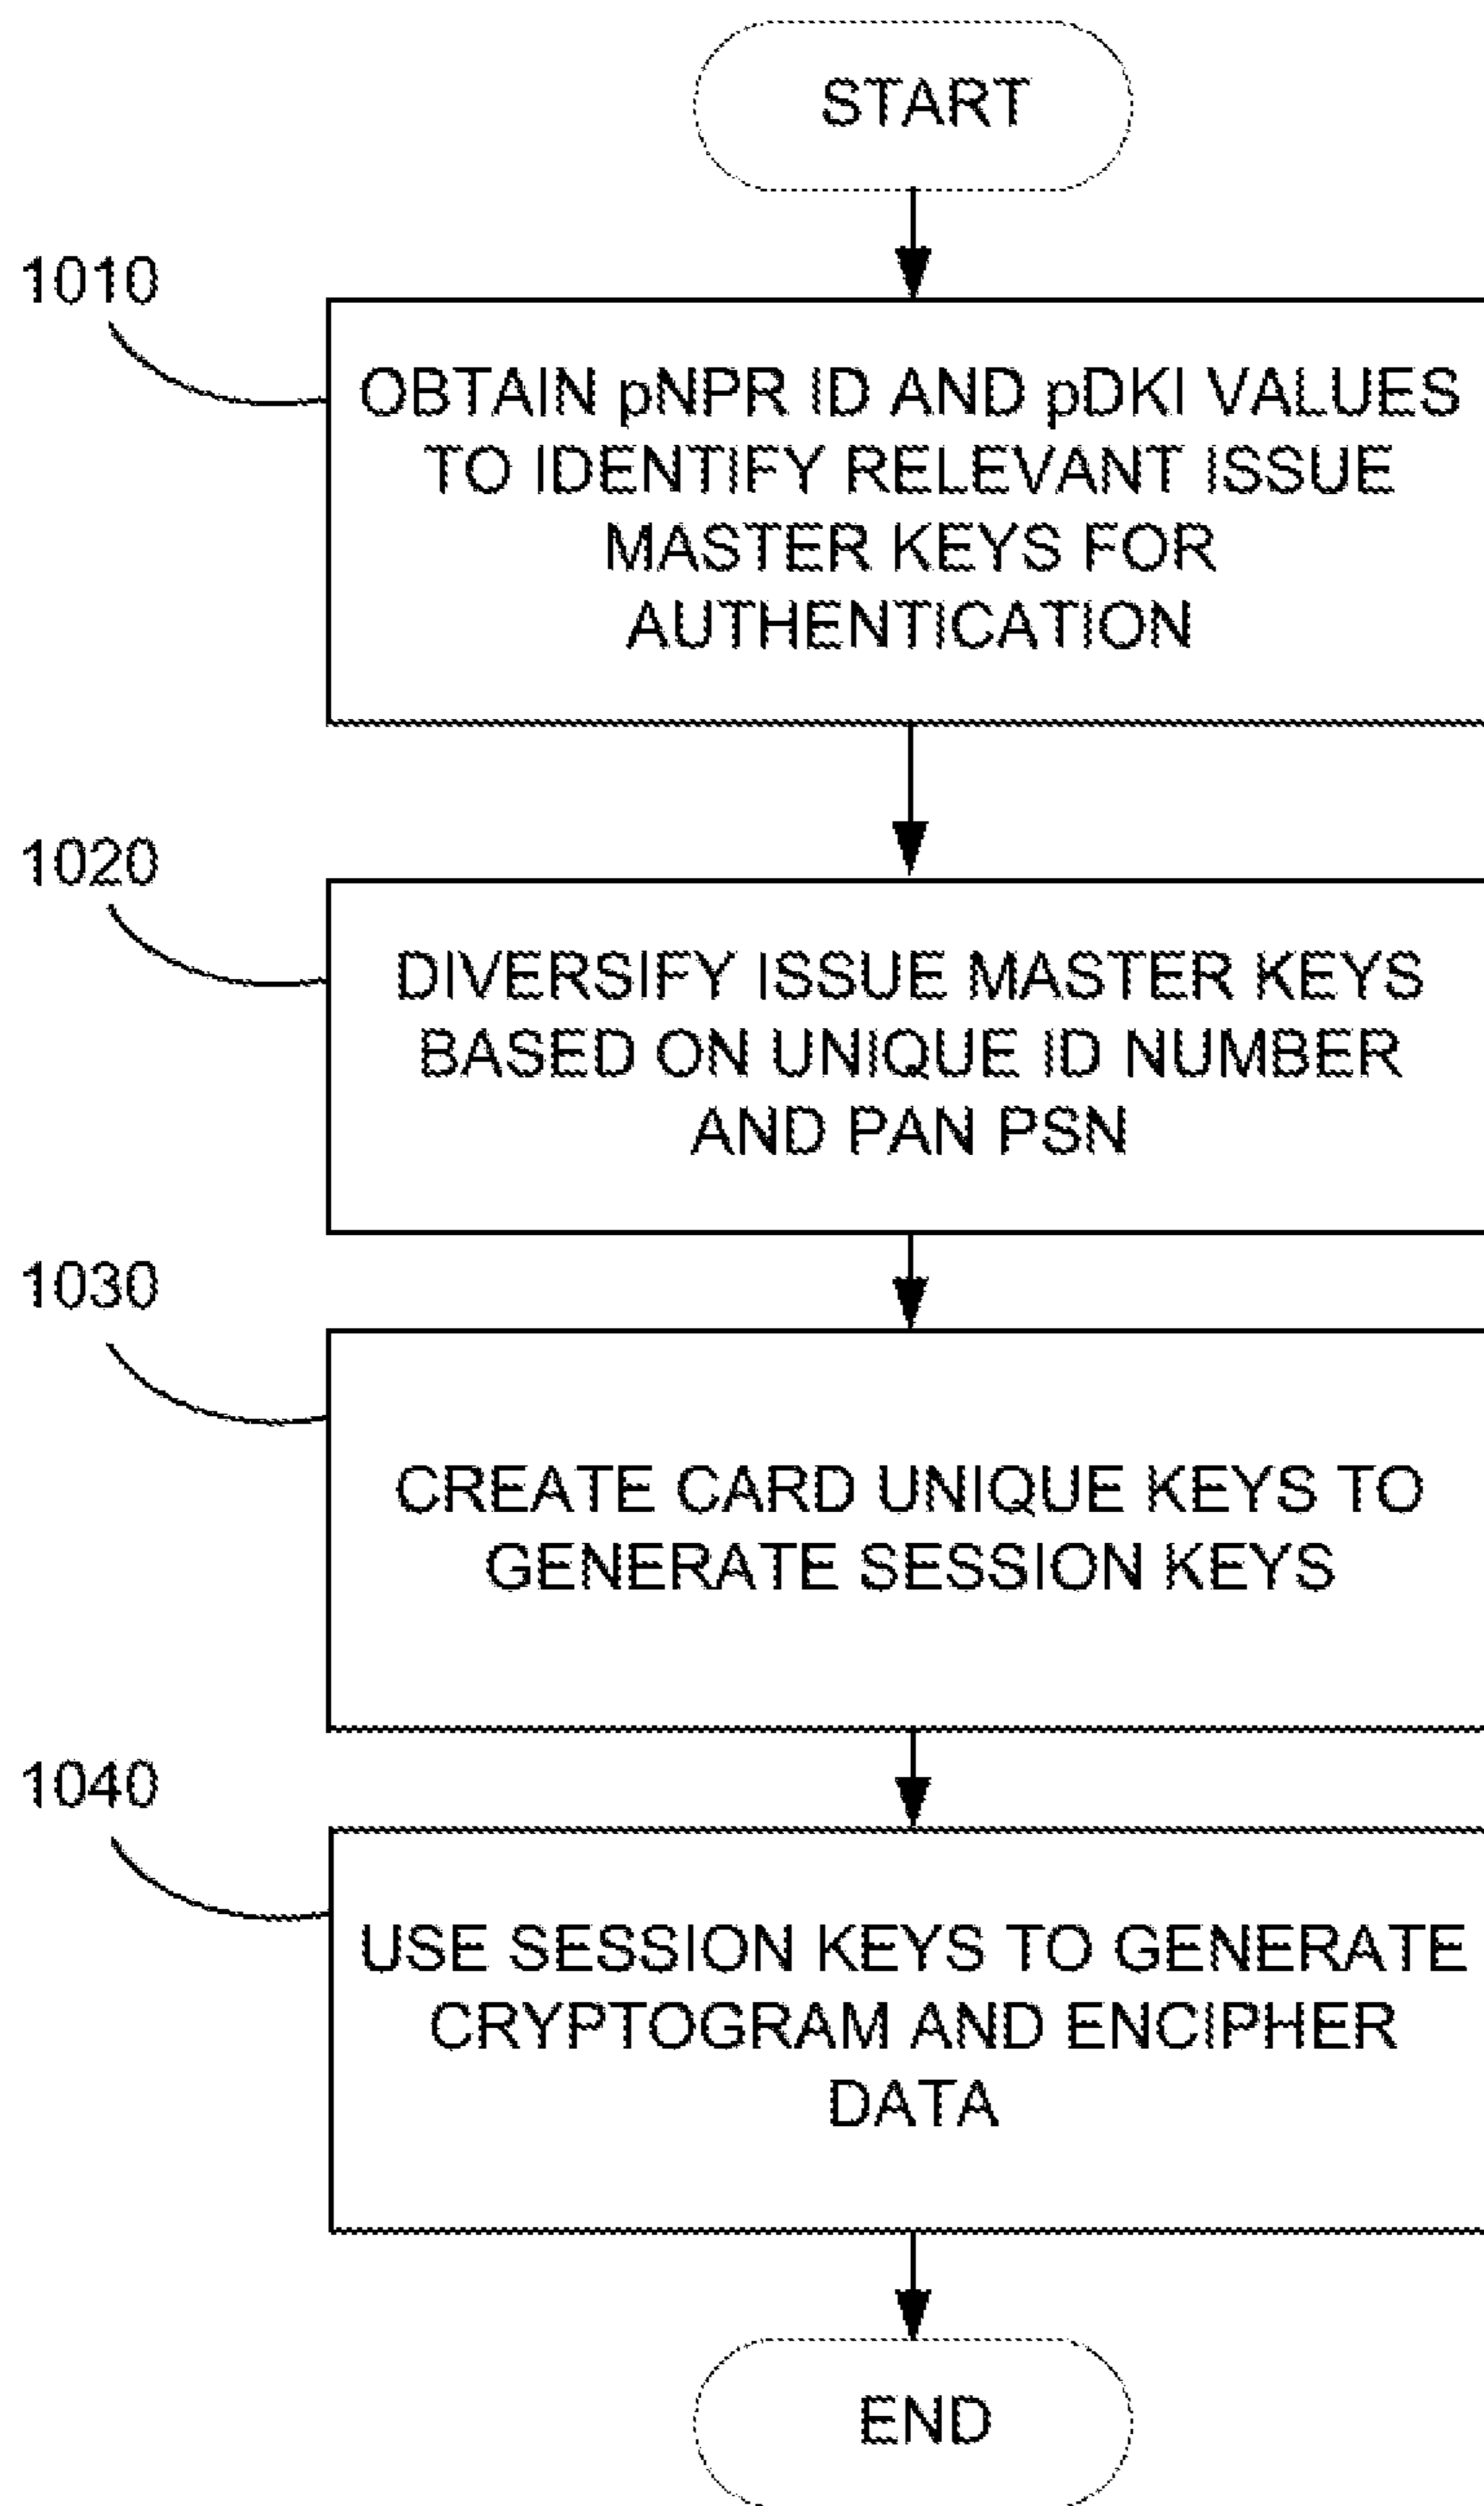 START
1010
OBTAIN pNPR ID AND pDKI VALUES
TO IDENTIFY RELEVANT ISSUE
MASTER KEYS FOR
AUTHENTICATION
1020
DIVERSIFY ISSUE MASTER KEYS
BASED ON UNIQUE ID NUMBER
AND PAN PSN
1030
CREATE CARD UNIQUE KEYS TO
GENERATE SESSION KEYS
1040
USE SESSION KEYS TO GENERATE
CRYPTOGRAM AND ENCIPHER
DATA
END